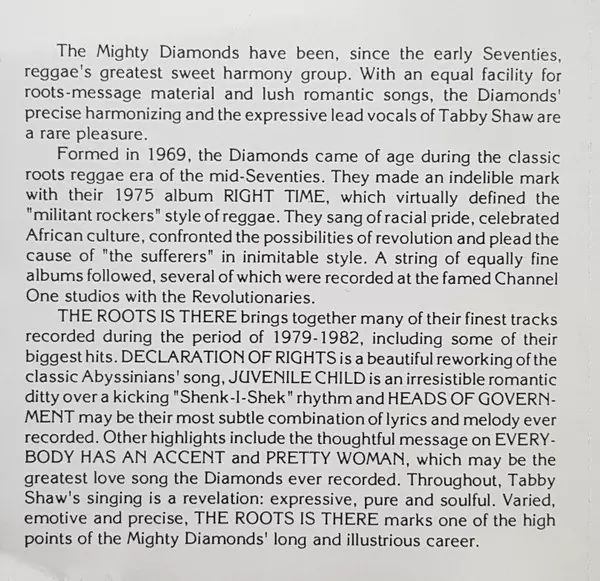 The Mighty Diamonds have been, since the early Seventies,
reggae's greatest sweet harmony group. With an equal facility for
roots-message material and lush romantic songs, the Diamonds'
precise harmonizing and the expressive lead vocals of Tabby Shaw are
a rare pleasure.
Formed in 1969, the Diamonds came of age during the classic
roots reggae era of the mid-Seventies. They made an indelible mark
with their 1975 album RIGHT TIME, which virtually defined the
"militant rockers" style of reggae. They sang of racial pride, celebrated
African culture, confronted the possibilities of revolution and plead the
cause of "the sufferers" in inimitable style. A string of equally fine
albums followed, several of which were recorded at the famed Channel
One studios with the Revolutionaries.
THE ROOTS IS THERE brings together many of their finest tracks
recorded during the period of 1979-1982, including some of their
biggest hits. DECLARATION OF RIGHTS is a beautiful reworking of the
classic Abyssinians' song, JUVENILE CHILD is an irresistible romantic
ditty over a kicking "Shenk-I-Shek" rhythm and HEADS OF GOVERN-
MENT may be their most subtle combination of lyrics and melody ever
recorded. Other highlights include the thoughtful message on EVERY-
BODY HAS AN ACCENT and PRETTY WOMAN, which may be the
greatest love song the Diamonds ever recorded. Throughout, Tabby
Shaw's singing is a revelation: expressive, pure and soulful. Varied,
emotive and precise, THE ROOTS IS THERE marks one of the high
points of the Mighty Diamonds' long and illustrious career.